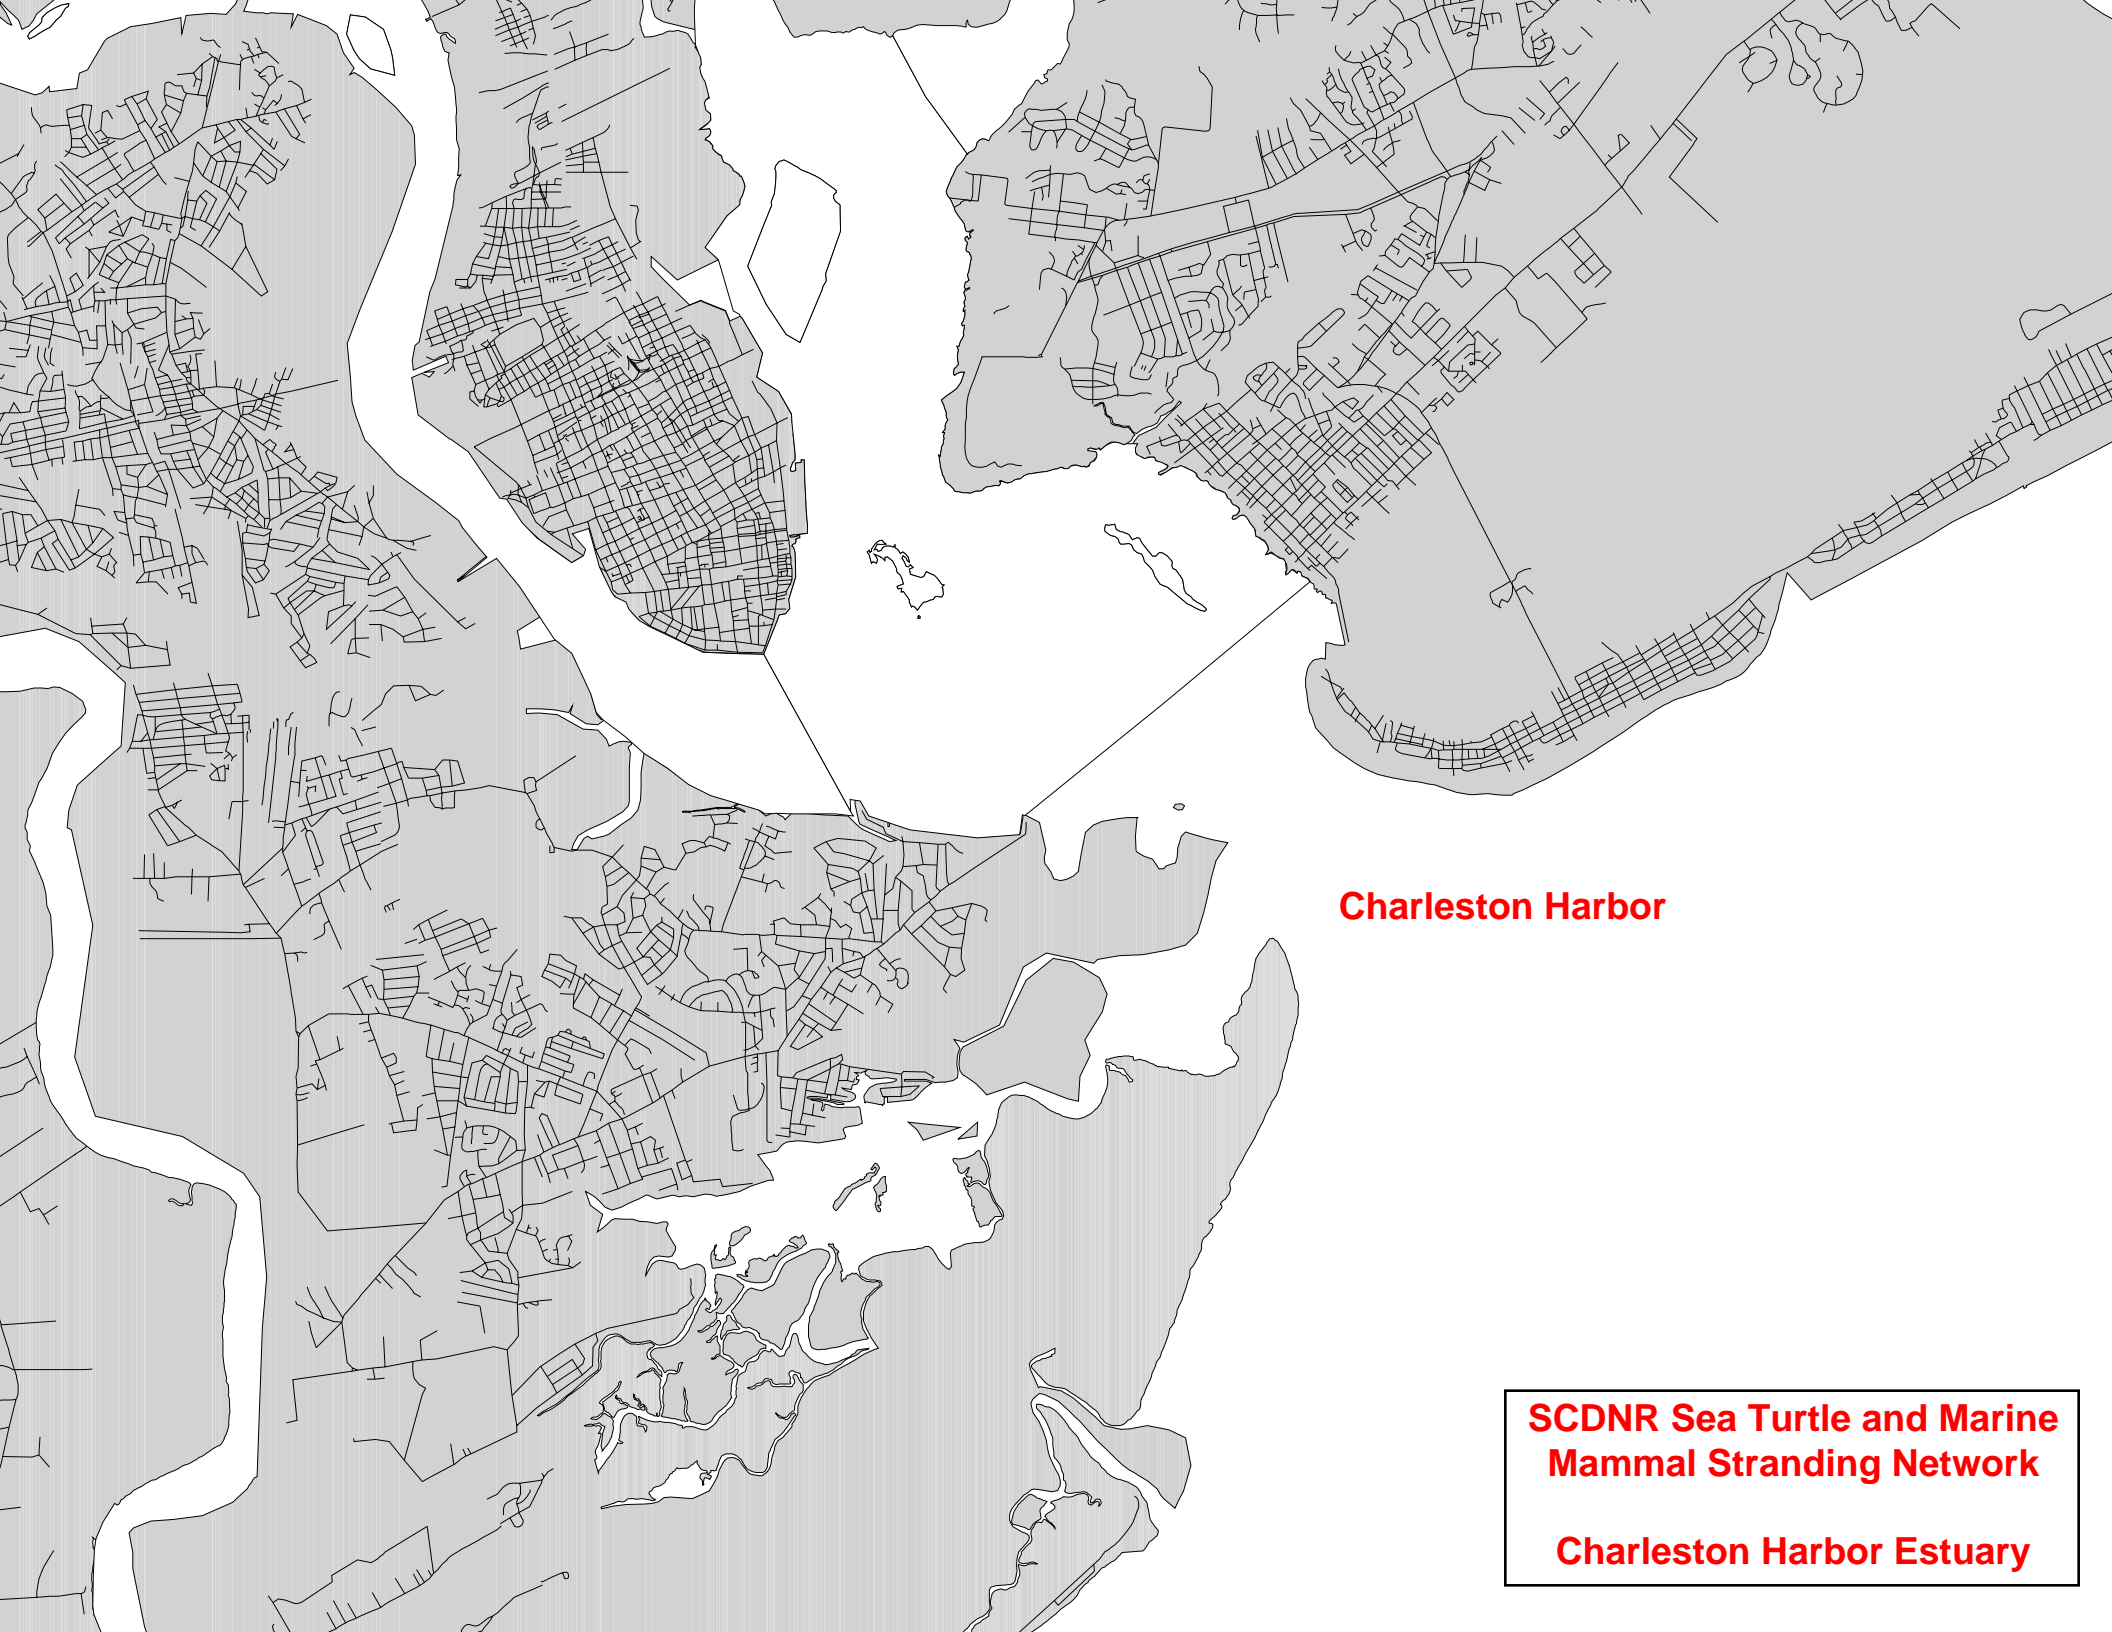 Charleston Harbor
SCDNR Sea Turtle and Marine
Mammal Stranding Network
Charleston Harbor Estuary